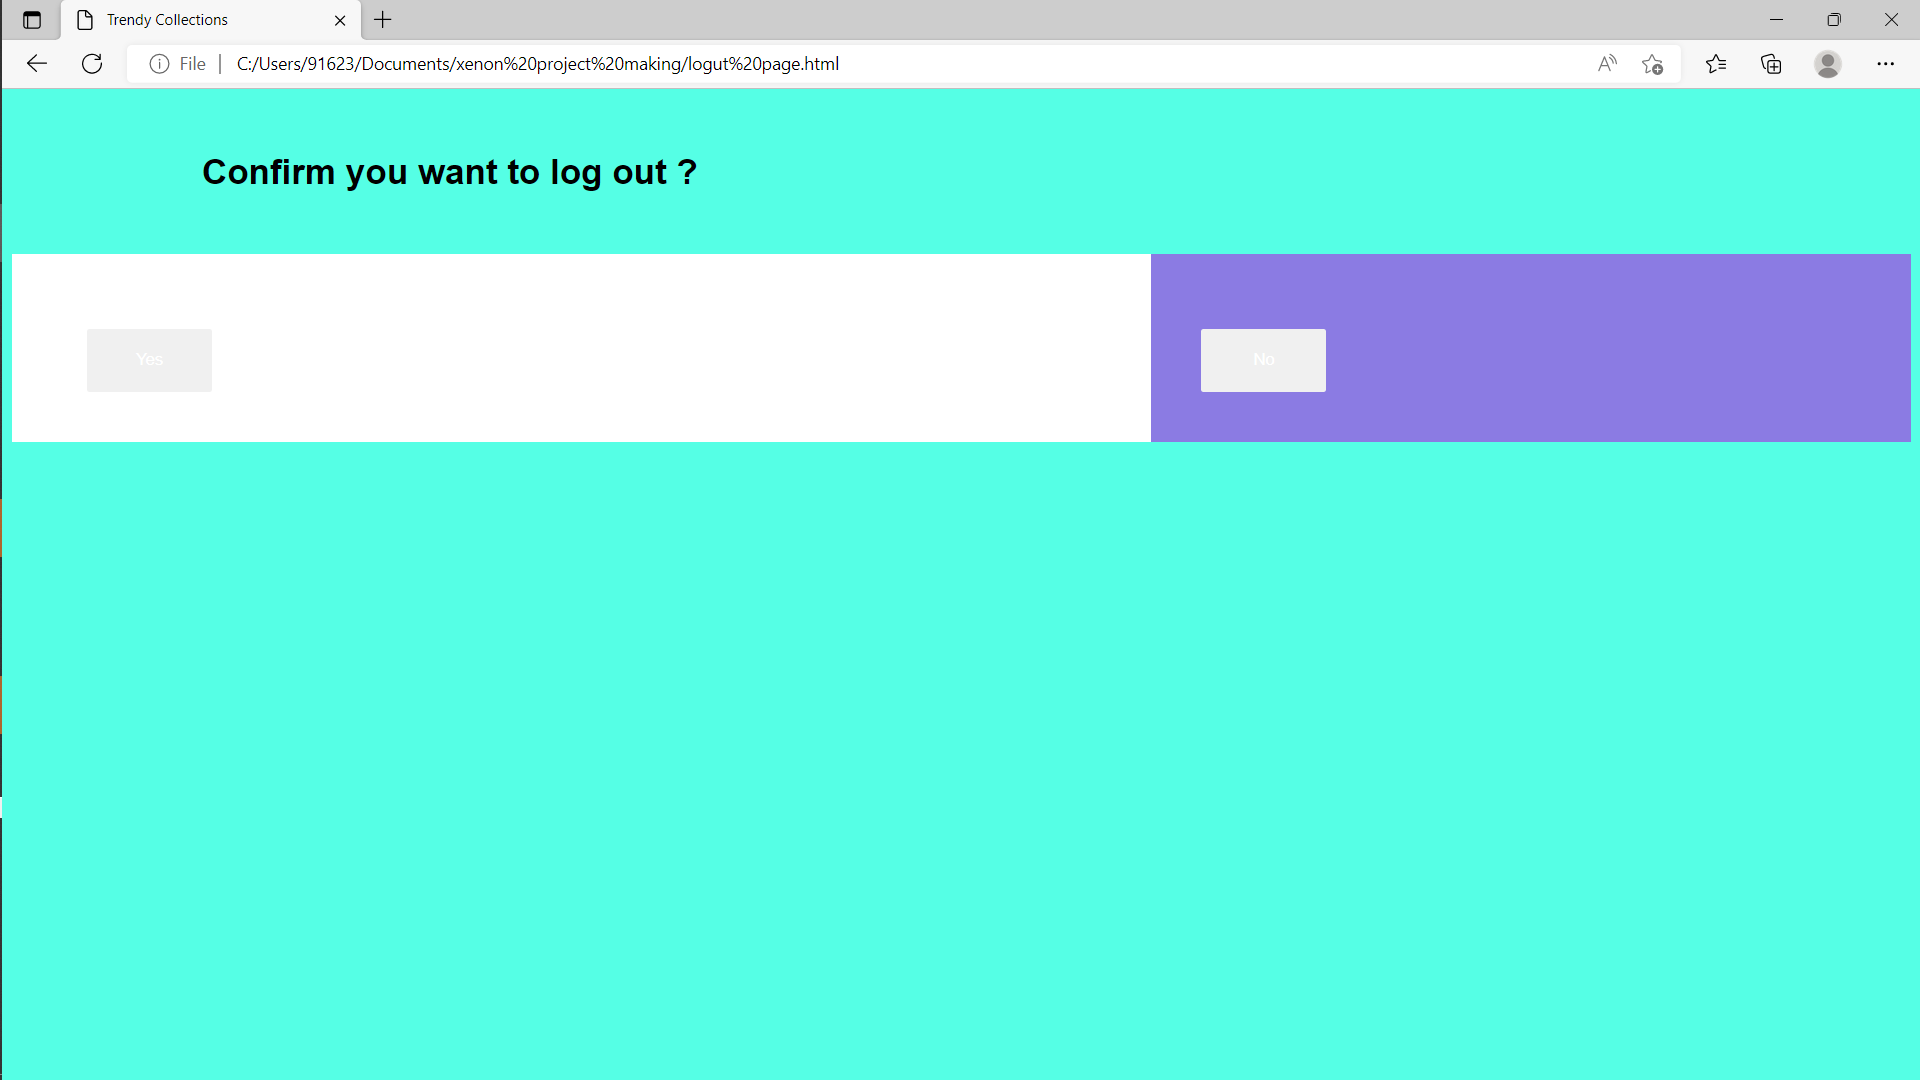 Trendy Collections
File
C:/Users/91623/Documents/xenon%20project%20making/logut%20page.html
Confirm you want to log out ?
Yes
No